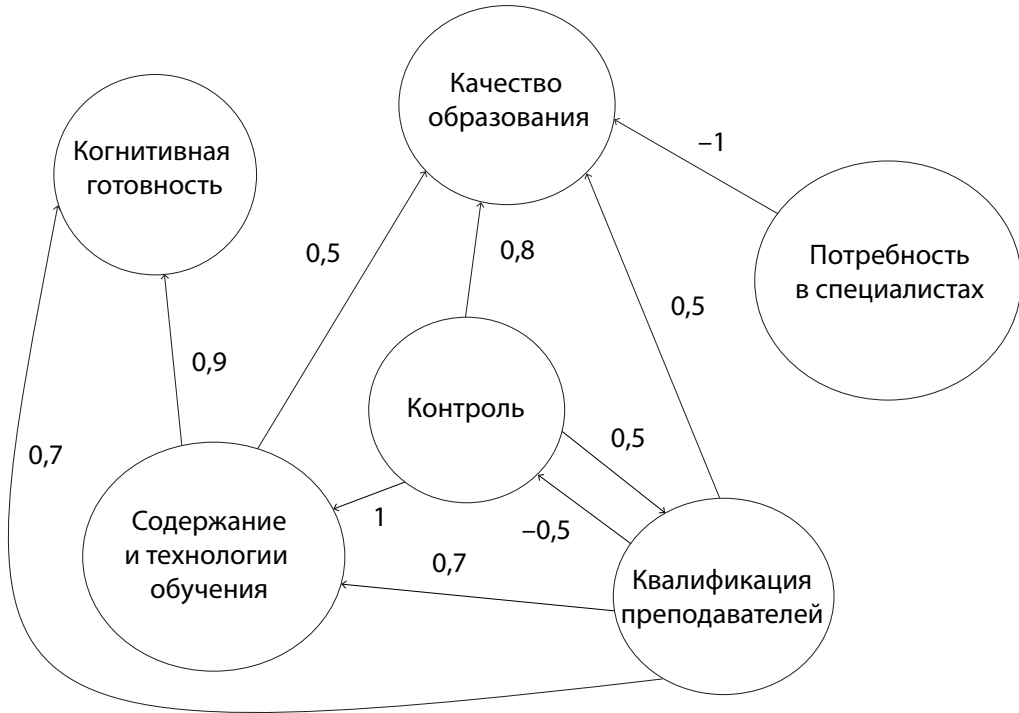 Качество
образования
–1
Когнитивная
готовность
0,5
0,8
Потребность
в специалистах
0,5
0,9
Контроль
0,5
0,7
1
–0,5
Содержание
и технологии
обучения
0,7
Квалификация
преподавателей